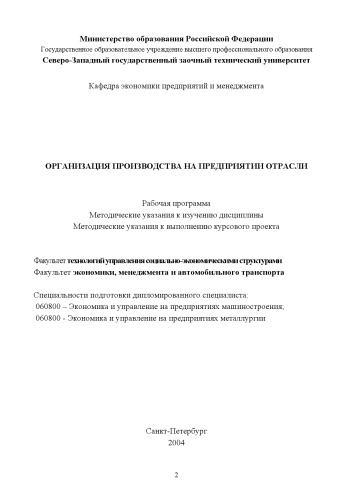 Министерство образования Российской Федерации
Государственное образовательное учреждение высшего профессионального образования
Северо-Западный государственный заочный технический университет
Кафедра экономики предприятий и менеджмента
ОРГАНИЗАЦИЯ ПРОИЗВОДСТВА НА ПРЕДПРИЯТИИ ОТРАСЛИ
Рабочая программа
Методические указания к изучению дисциплины
Методические указания к выполнению курсового проекта
Факультет технологий управления социально-экономическими структурами
Факультет экономики, менеджмента и автомобильного транспорта
Специальности подготовки дипломированного специалиста:
060800 – Экономика и управление на предприятиях машиностроения;
060800 - Экономика и управление на предприятиях металлургии
Санкт-Петербург
2004
2